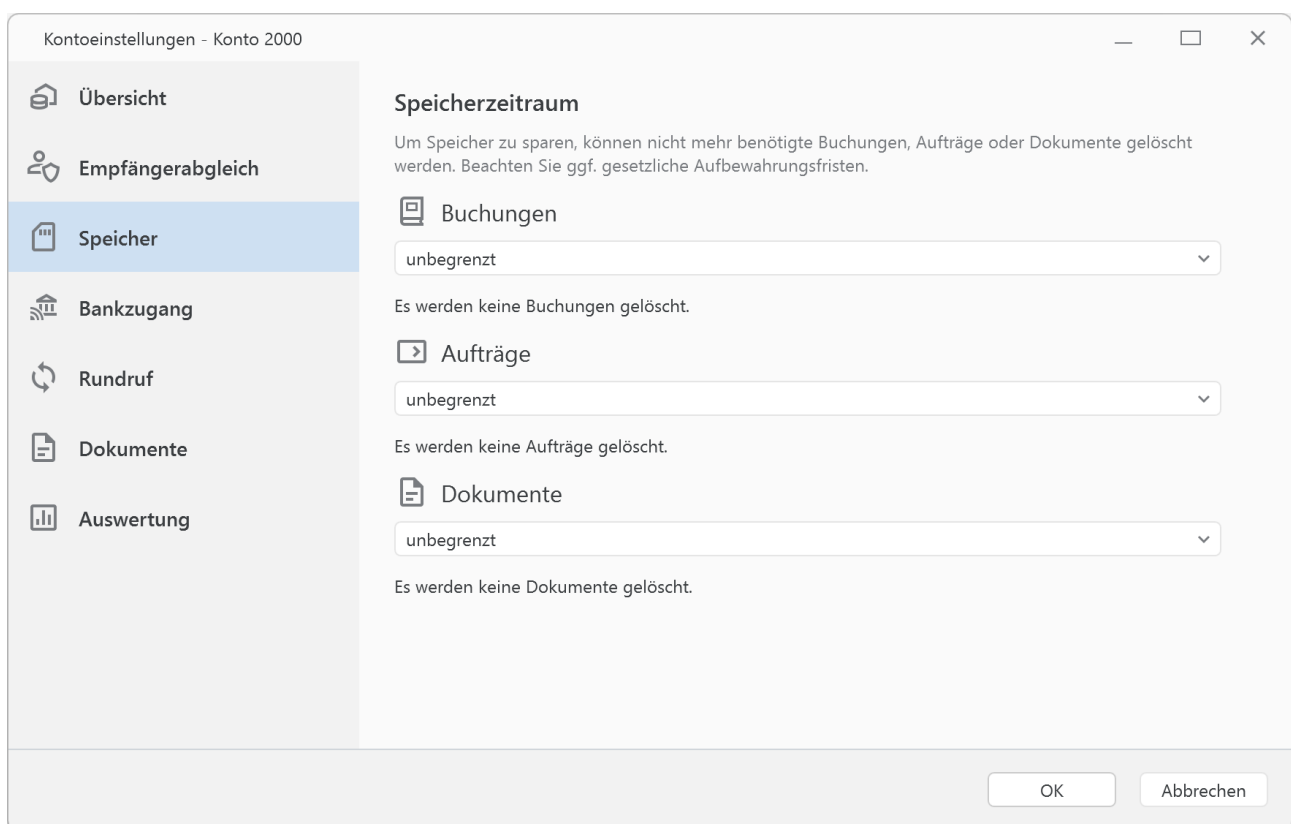 Kontoeinstellungen - Konto 2000
Übersicht
Empfängerabgleich
Speicher
Bankzugang
Rundruf
Dokumente
Auswertung
Speicherzeitraum
Um Speicher zu sparen, können nicht mehr benötigte Buchungen, Aufträge oder Dokumente gelöscht
werden. Beachten Sie ggf. gesetzliche Aufbewahrungsfristen.
Buchungen
unbegrenzt
Es werden keine Buchungen gelöscht.
Aufträge
unbegrenzt
Es werden keine Aufträge gelöscht.
Dokumente
unbegrenzt
Es werden keine Dokumente gelöscht.
OK
Abbrechen